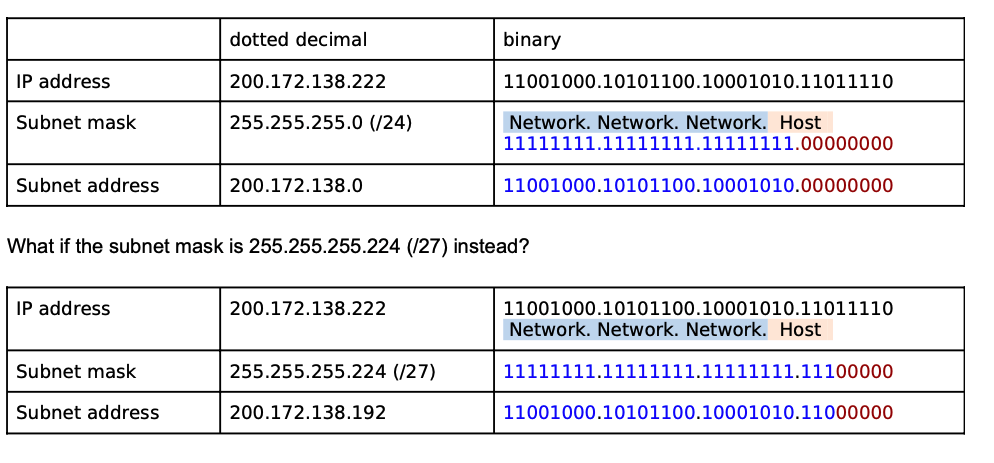 dotted decimal binary
IP address 200.172.138.222 11001000.10101100.10001010.11011110
Subnet mask 255.255.255.0 (/24) Network. Network. Network. Host
11111111.11111111.11111111.00000000
Subnet address 200.172.138.0 11001000.10101100.10001010.00000000
What if the subnet mask is 255.255.255.224 (/27) instead?
IP address 200.172.138.222 11001000.10101100.10001010.11011110
Network. Network. Network. Host
Subnet mask 255.255.255.224 (/27) 11111111.11111111.11111111.11100000
Subnet address 200.172.138.192 11001000.10101100.10001010.11000000